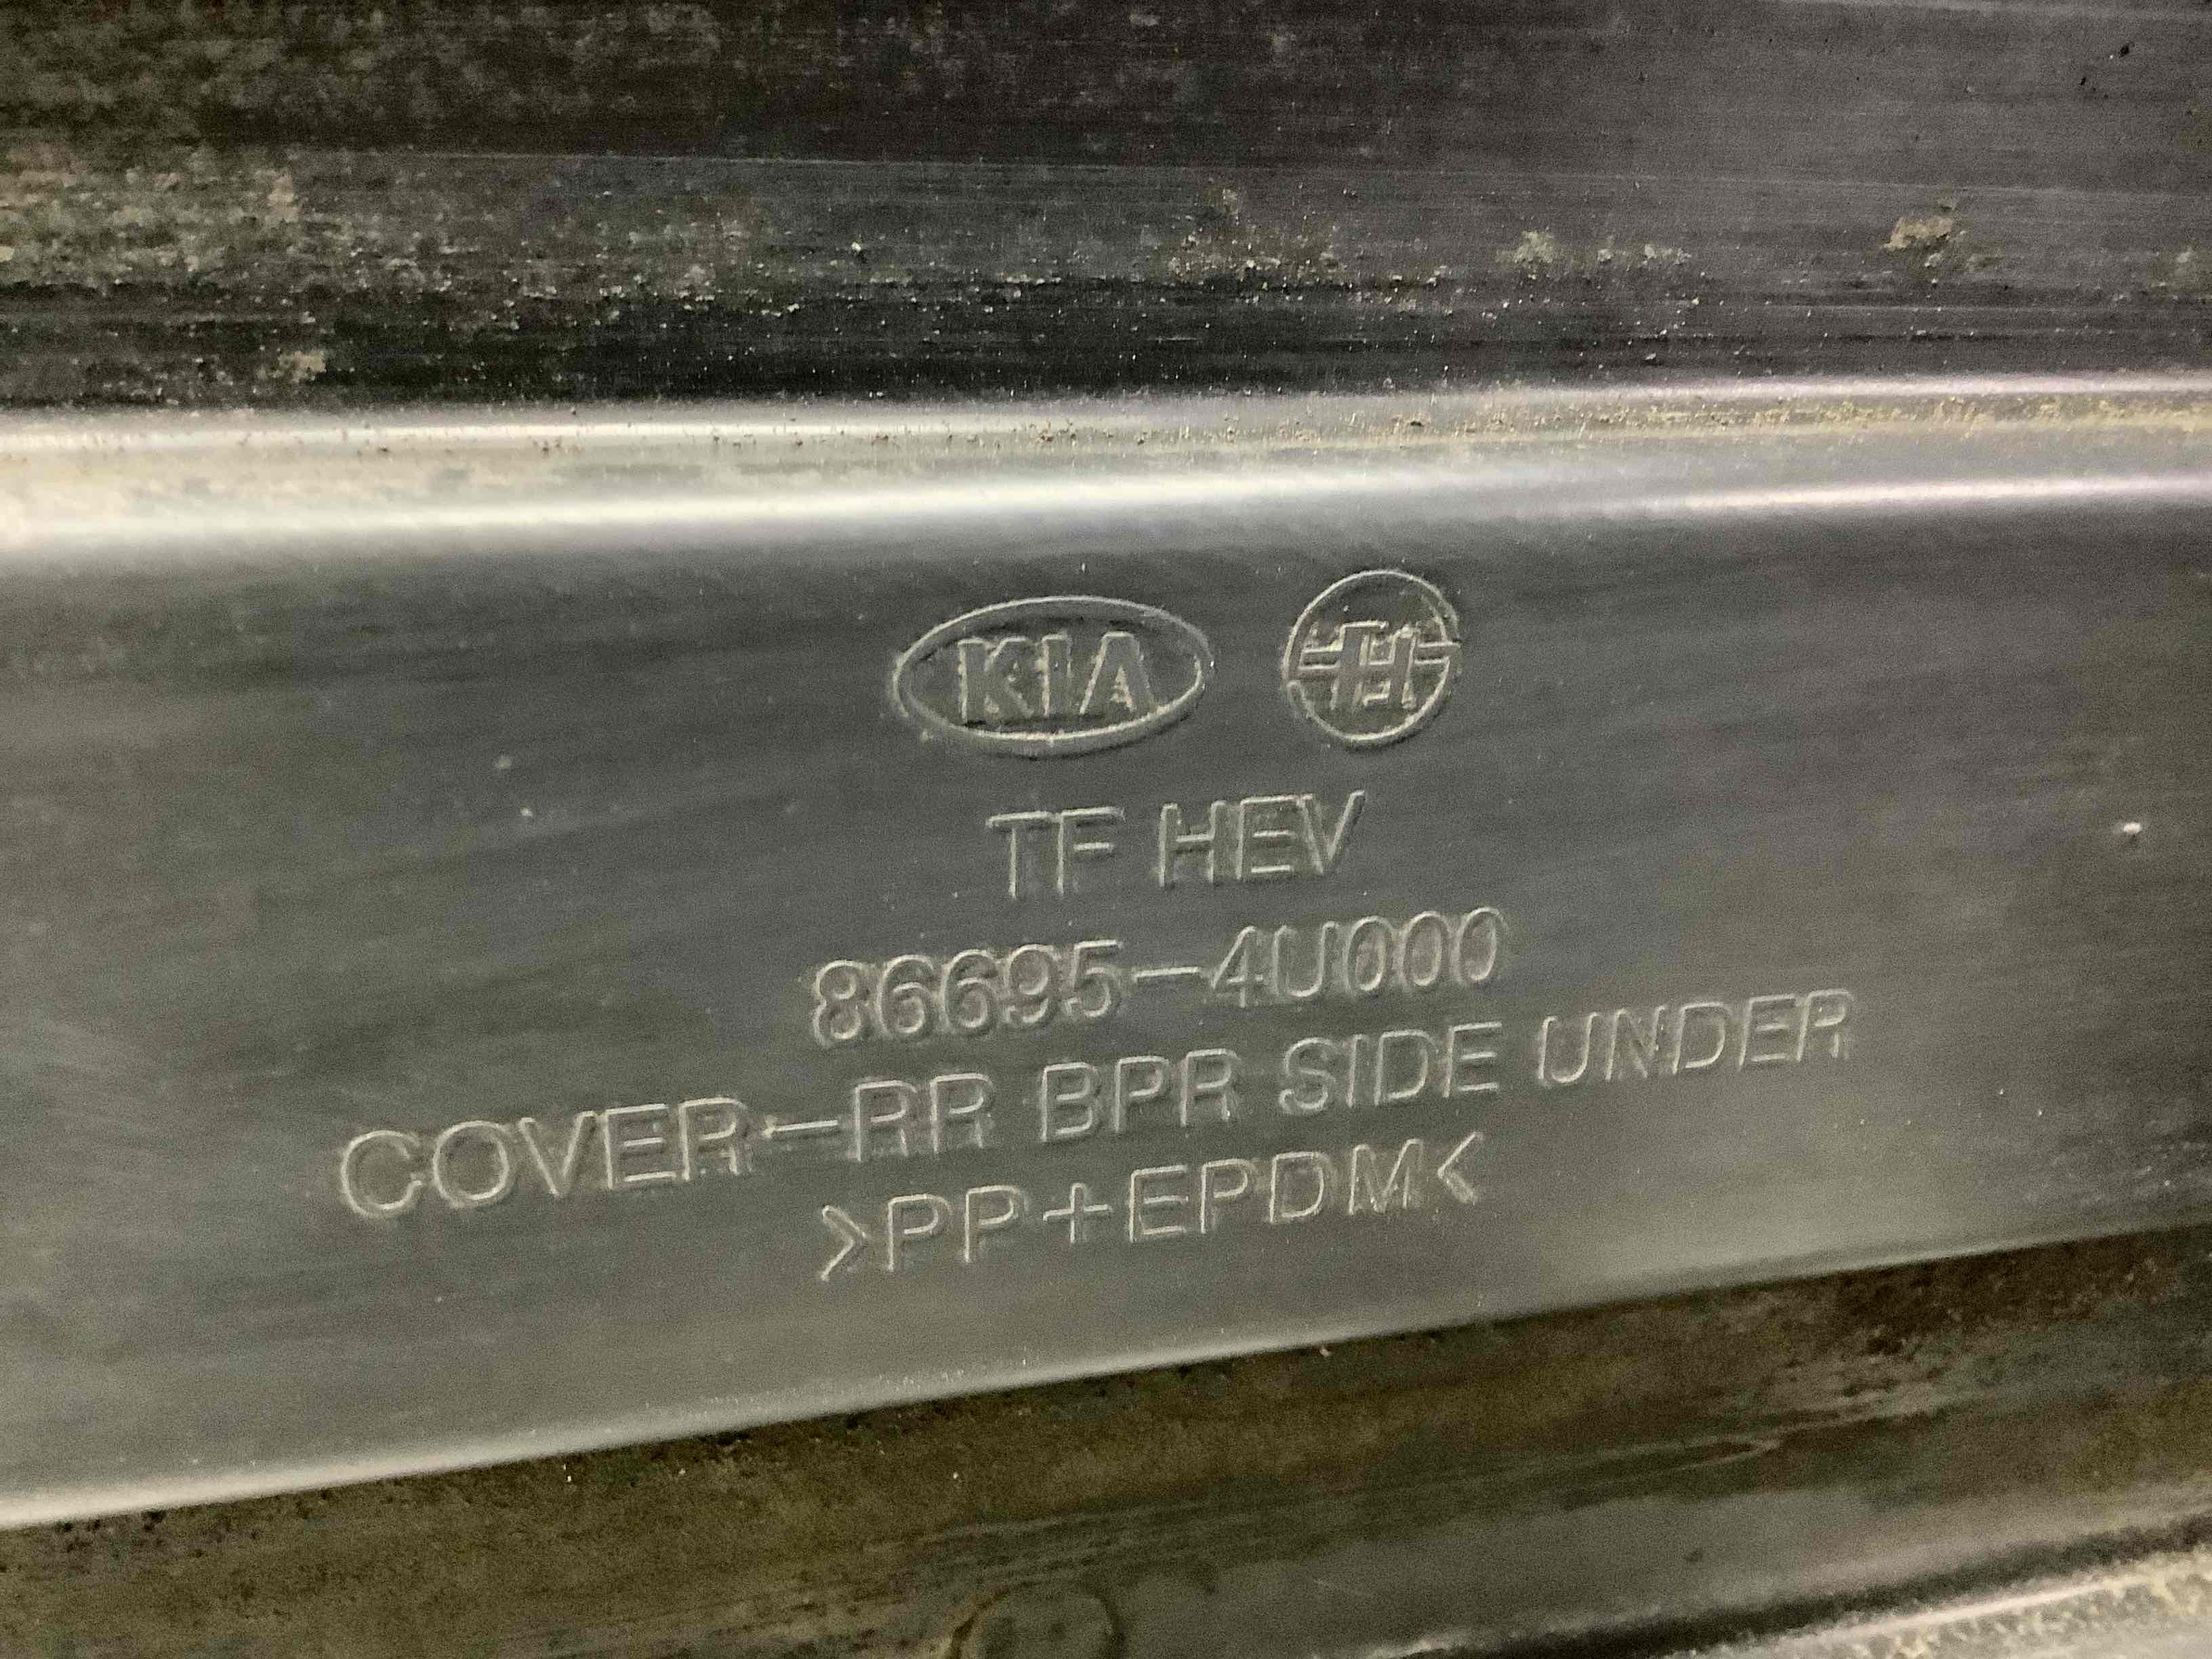 KIA H
TF HEV
86695-4U000
COVER-RR BPR SIDE UNDER
>PP+EPDM<